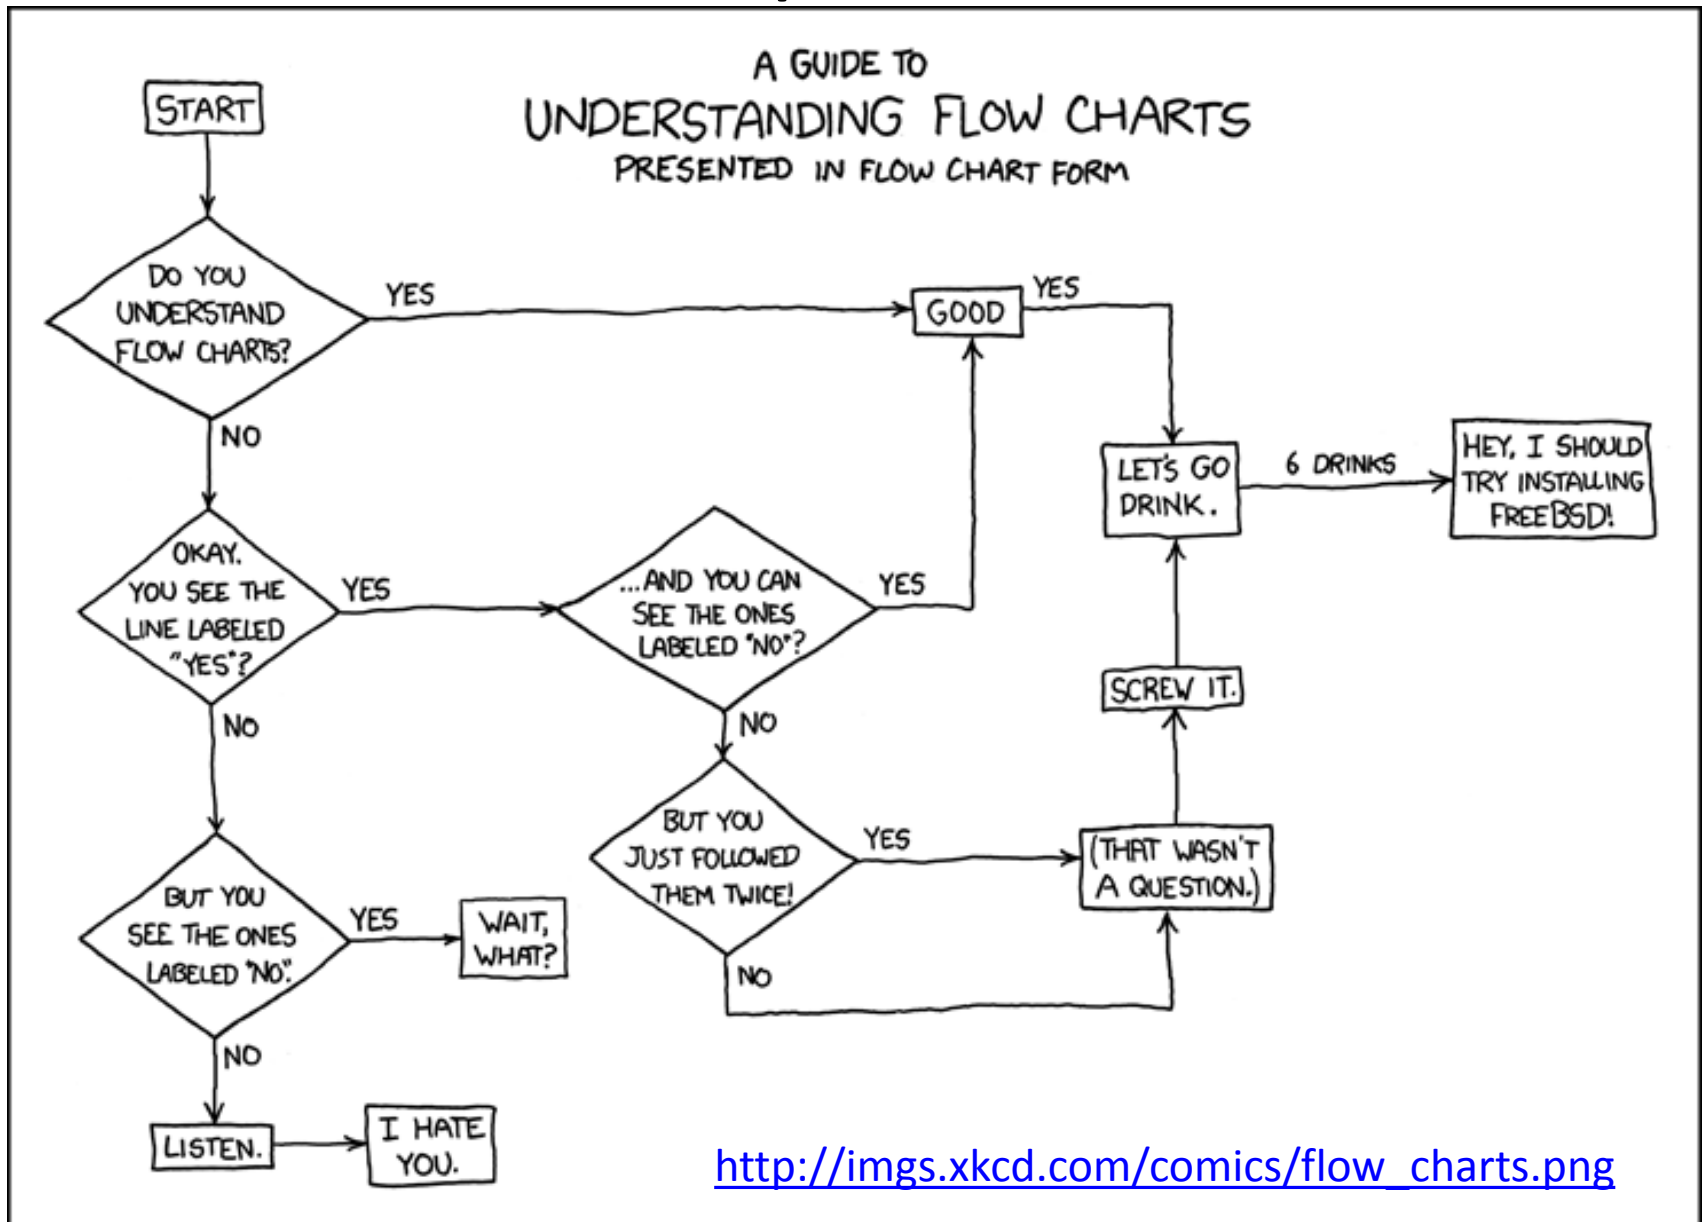 A GUIDE TO
UNDERSTANDING FLOW CHARTS
PRESENTED IN FLOW CHART FORM
START
DO YOU
UNDERSTAND
FLOW CHARTS?
YES
GOOD
YES
NO
LET'S GO
DRINK.
6 DRINKS
HEY, I SHOULD
TRY INSTALLING
FREEBSD!
OKAY.
YOU SEE THE
LINE LABELED
"YES"?
YES
...AND YOU CAN
SEE THE ONES
LABELED "NO"?
YES
NO
NO
SCREW IT.
BUT YOU
JUST FOLLOWED
THEM TWICE!
YES
(THAT WASN'T
A QUESTION.)
NO
BUT YOU
SEE THE ONES
LABELED "NO".
YES
WAIT,
WHAT?
NO
LISTEN.
I HATE
YOU.
http://imgs.xkcd.com/comics/flow_charts.png